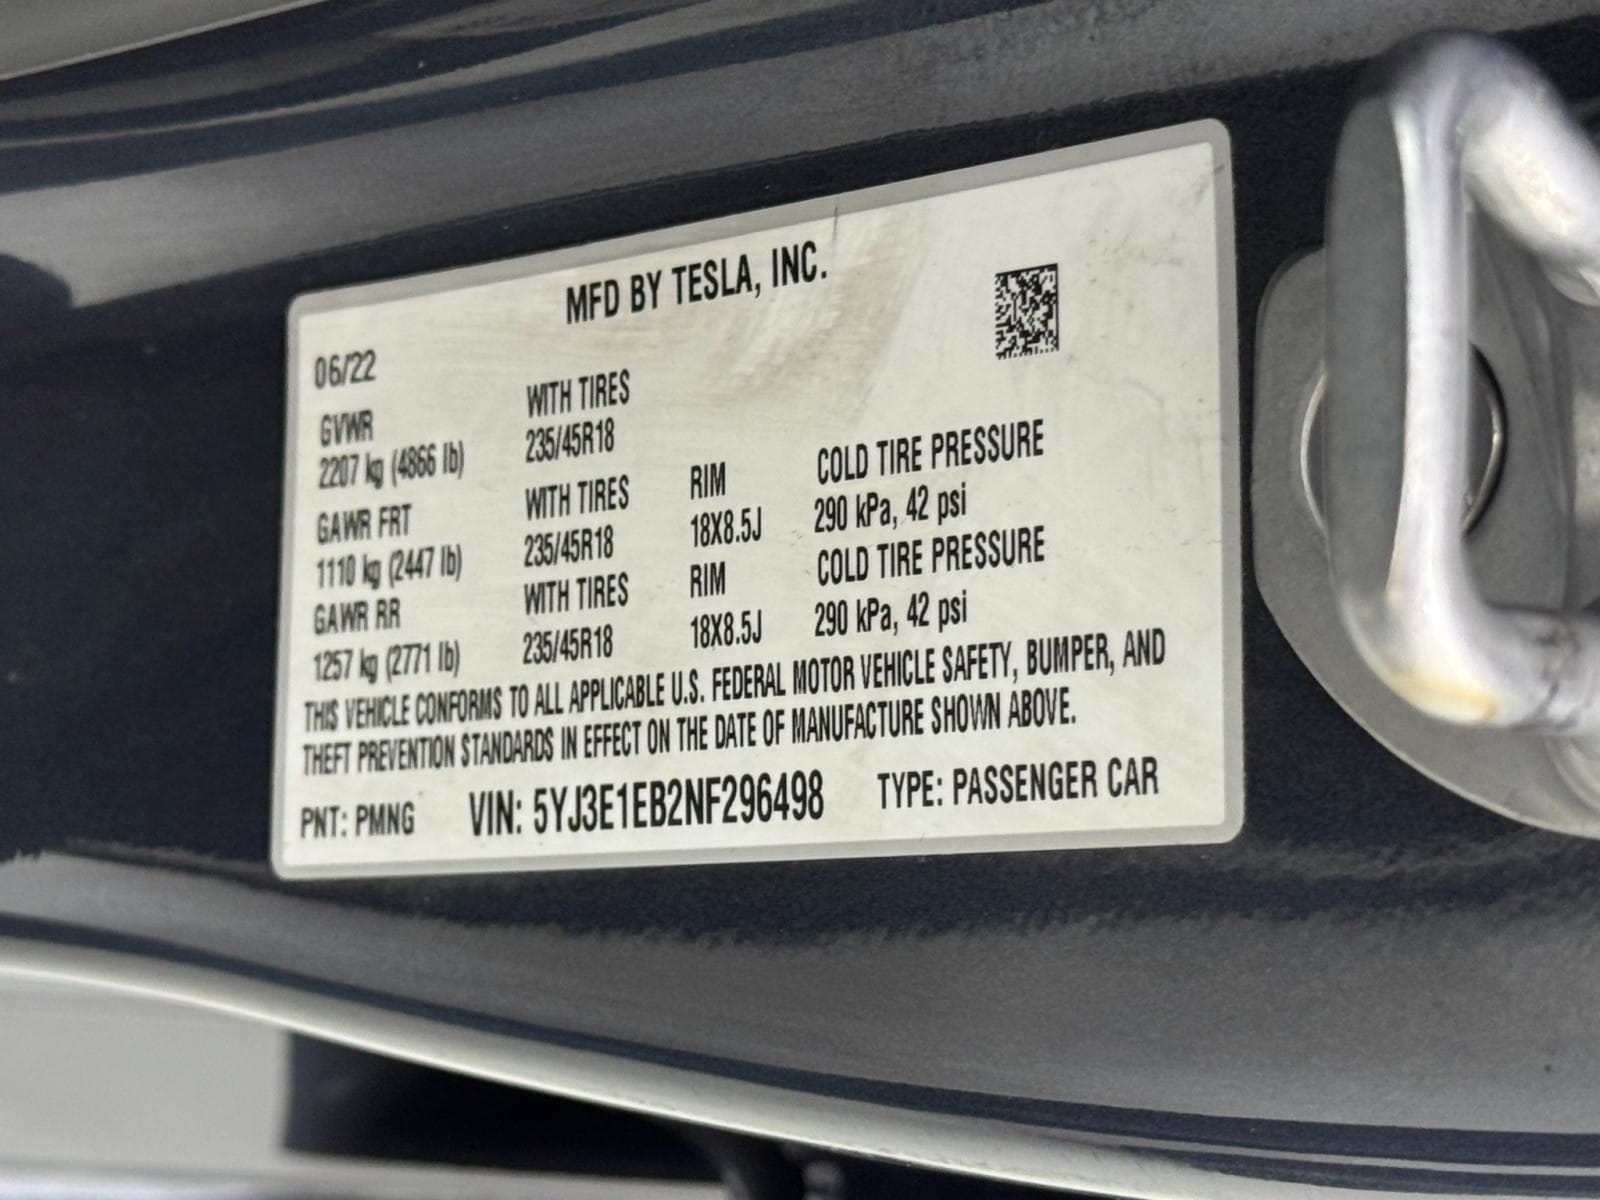 MFD BY TESLA, INC.
06/22
GVWR WITH TIRES
2207 kg (4866 lb) 235/45R18
GAWR FRT WITH TIRES RIM COLD TIRE PRESSURE
1110 kg (2447 lb) 235/45R18 18X8.5J 290 kPa, 42 psi
GAWR RR WITH TIRES RIM COLD TIRE PRESSURE
1257 kg (2771 lb) 235/45R18 18X8.5J 290 kPa, 42 psi
THIS VEHICLE CONFORMS TO ALL APPLICABLE U.S. FEDERAL MOTOR VEHICLE SAFETY, BUMPER, AND
THEFT PREVENTION STANDARDS IN EFFECT ON THE DATE OF MANUFACTURE SHOWN ABOVE.
PNT: PMNG VIN: 5YJ3E1EB2NF296498 TYPE: PASSENGER CAR